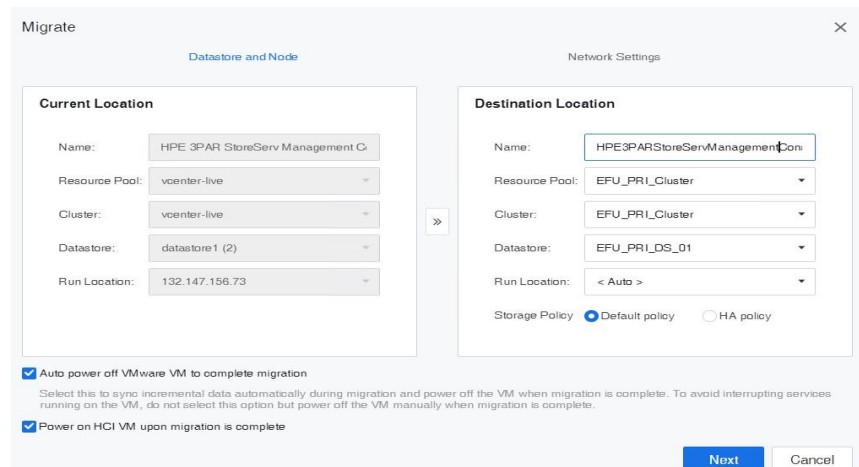 Migrate
Datastore and Node
Network Settings
Current Location
Name: HPE 3PAR StoreServ Management C
Resource Pool: vcenter-live
Cluster: vcenter-live
Datastore: datastore1 (2)
Run Location: 132.147.156.73
»
Destination Location
Name: HPE3PARStoreServManagementCon
Resource Pool: EFU_PRI_Cluster
Cluster: EFU_PRI_Cluster
Datastore: EFU_PRI_DS_01
Run Location: < Auto >
Storage Policy Default policy HA policy
Auto power off VMware VM to complete migration
Select this to sync incremental data automatically during migration and power off the VM when migration is complete. To avoid interrupting services
running on the VM, do not select this option but power off the VM manually when migration is complete.
Power on HCI VM upon migration is complete
Next Cancel